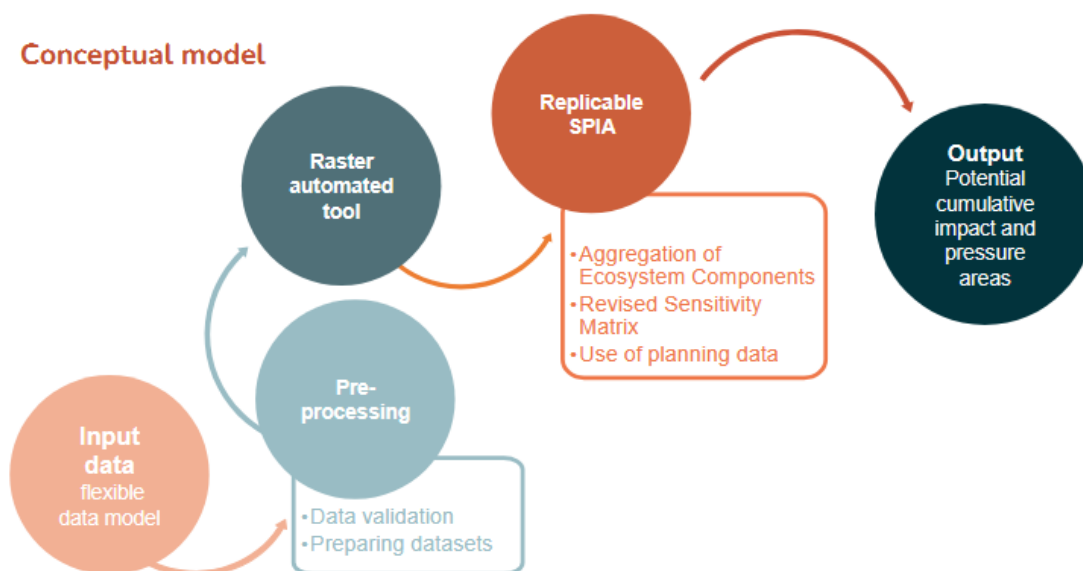 Conceptual model
Input
data
flexible
data model
Pre-
processing
•Data validation
•Preparing datasets
Raster
automated
tool
Replicable
SPIA
•Aggregation of
Ecosystem Components
•Revised Sensitivity
Matrix
•Use of planning data
Output
Potential
cumulative
impact and
pressure
areas